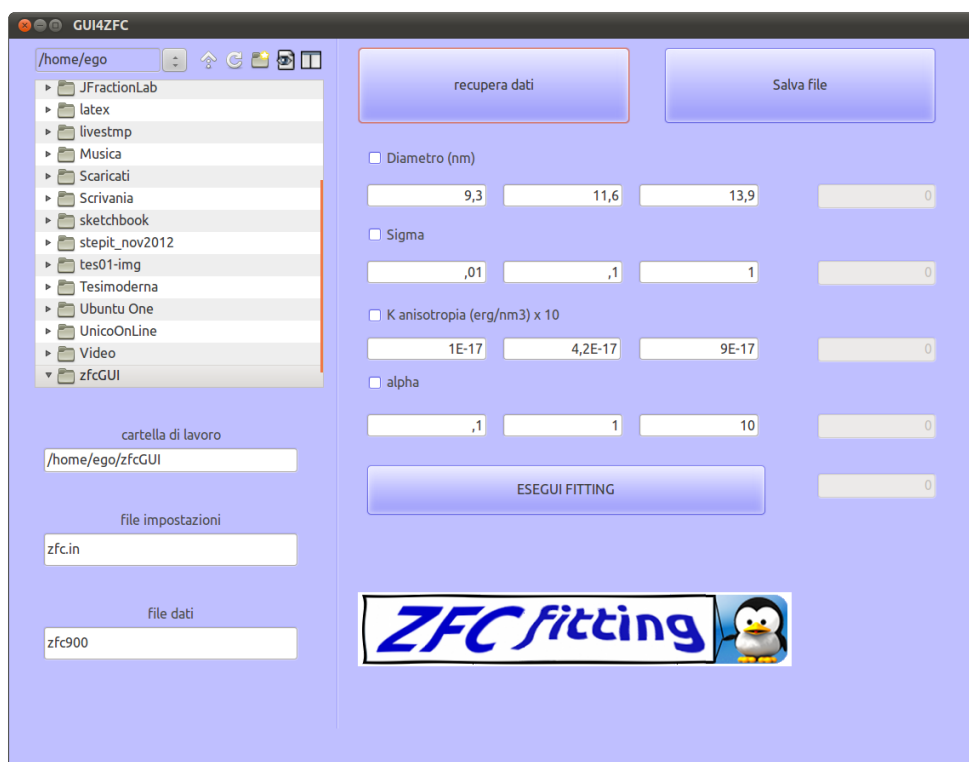 GUI4ZFC
/home/ego
JFractionLab
latex
livestmp
Musica
Scaricati
Scrivania
sketchbook
stepit_nov2012
tes01-img
Tesimoderna
Ubuntu One
UnicoOnLine
Video
zfcGUI
cartella di lavoro
/home/ego/zfcGUI
file impostazioni
zfc.in
file dati
zfc900
recupera dati
Salva file
Diametro (nm)
9,3 11,6 13,9 0
Sigma
,01 ,1 1 0
K anisotropia (erg/nm3) x 10
1E-17 4,2E-17 9E-17 0
alpha
,1 1 10 0
ESEGUI FITTING 0
ZFC fitting